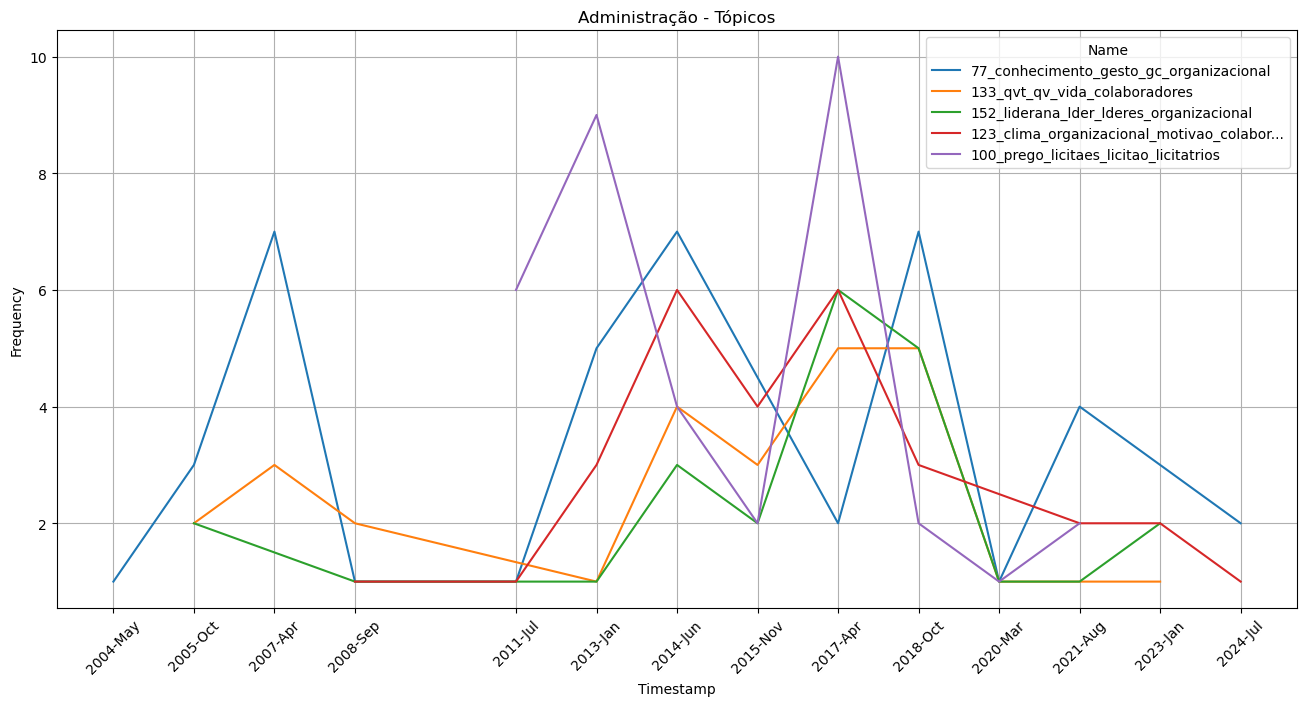 Administração - Tópicos
Name
77_conhecimento_gesto_gc_organizacional
133_qvt_qv_vida_colaboradores
152_liderana_lder_lderes_organizacional
123_clima_organizacional_motivao_colabor...
100_prego_licitaes_licitao_licitatrios
Frequency
10
8
6
4
2
2004-May
2005-Oct
2007-Apr
2008-Sep
2011-Jul
2013-Jan
2014-Jun
2015-Nov
2017-Apr
2018-Oct
2020-Mar
2021-Aug
2023-Jan
2024-Jul
Timestamp